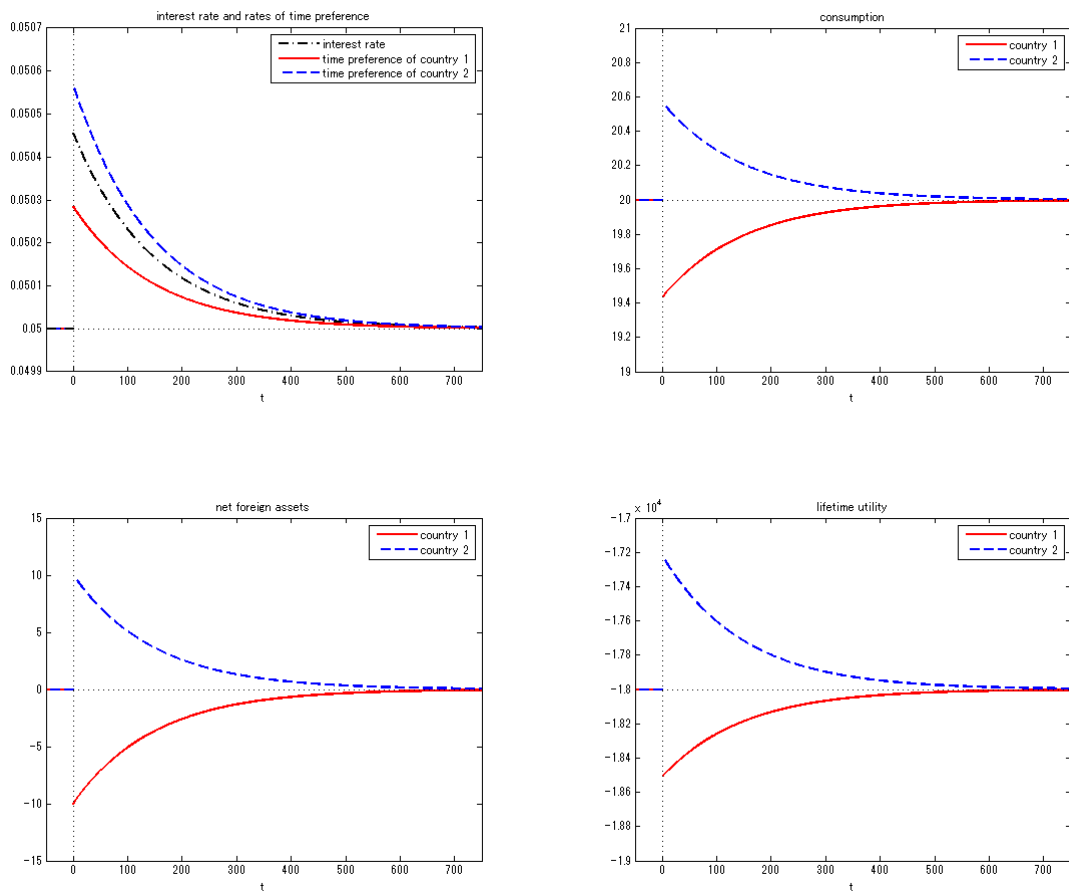 interest rate and rates of time preference
0.0507
0.0506
0.0505
0.0504
0.0503
0.0502
0.0501
0.05
0.0499
interest rate
time preference of country 1
time preference of country 2
0 100 200 300 400 500 600 700
t
consumption
21
20.8
20.6
20.4
20.2
20
19.8
19.6
19.4
19.2
19
country 1
country 2
0 100 200 300 400 500 600 700
t
net foreign assets
15
10
5
0
-5
-10
-15
country 1
country 2
0 100 200 300 400 500 600 700
t
lifetime utility
× 10^4
-1.7
-1.72
-1.74
-1.76
-1.78
-1.8
-1.82
-1.84
-1.86
-1.88
-1.9
country 1
country 2
0 100 200 300 400 500 600 700
t